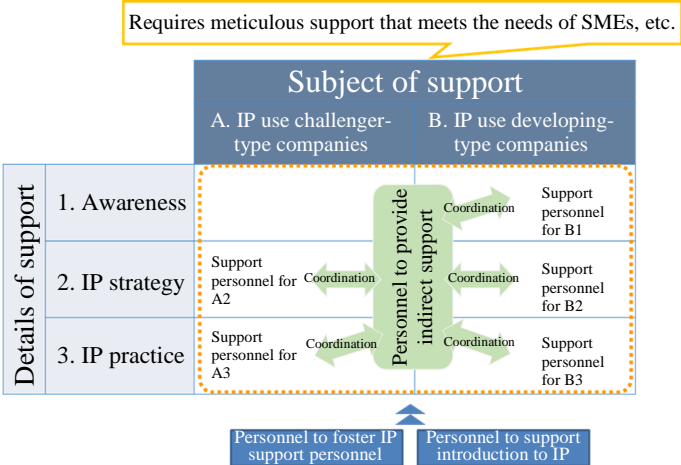 Requires meticulous support that meets the needs of SMEs, etc.
Subject of support
A. IP use challenger-
type companies
B. IP use developing-
type companies
Details of support
1. Awareness
2. IP strategy
3. IP practice
Personnel to provide
indirect support
Coordination
Support
personnel
for B1
Support
personnel for
A2
Coordination
Coordination
Support
personnel
for B2
Support
personnel for
A3
Coordination
Coordination
Support
personnel
for B3
Personnel to foster IP
support personnel
Personnel to support
introduction to IP